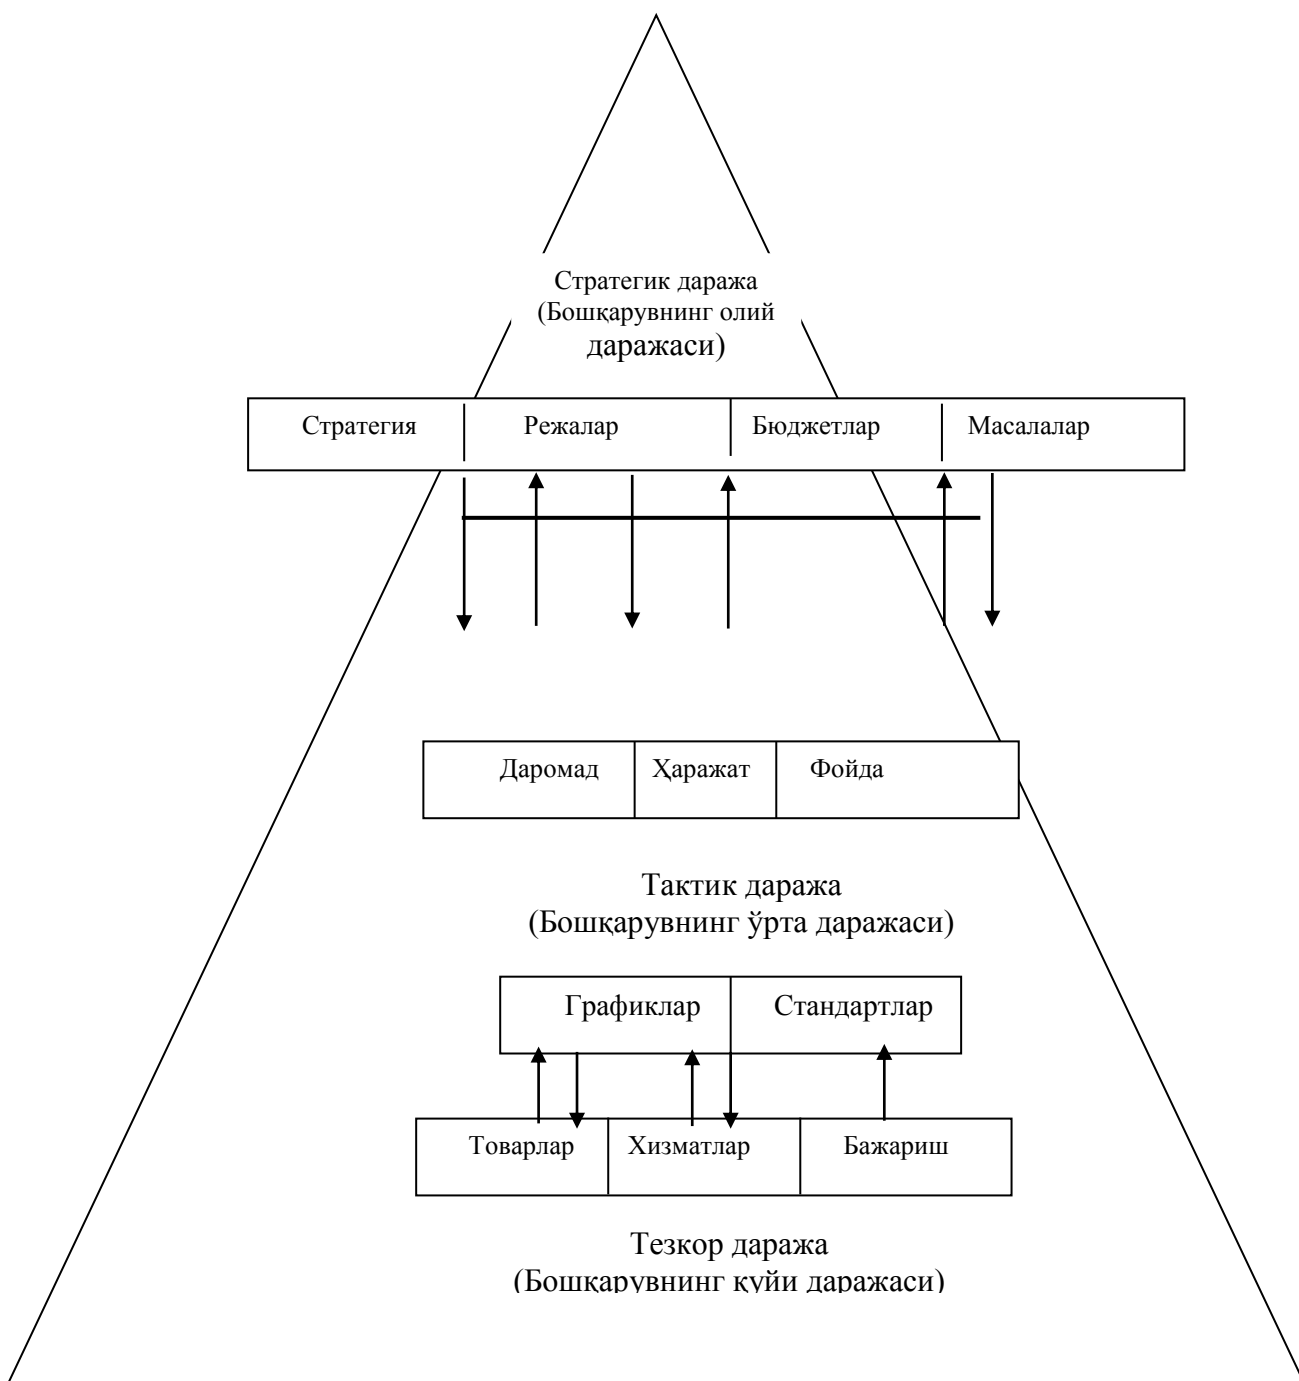 Стратегик даража
(Бошқарувнинг олий
даражаси)
Стратегия Режалар Бюджетлар Масалалар
Даромад Ҳаражат Фойда
Тактик даража
(Бошқарувнинг ўрта даражаси)
Графиклар Стандартлар
Товарлар Хизматлар Бажариш
Тезкор даража
(Бошқарувнинг қуйи даражаси)